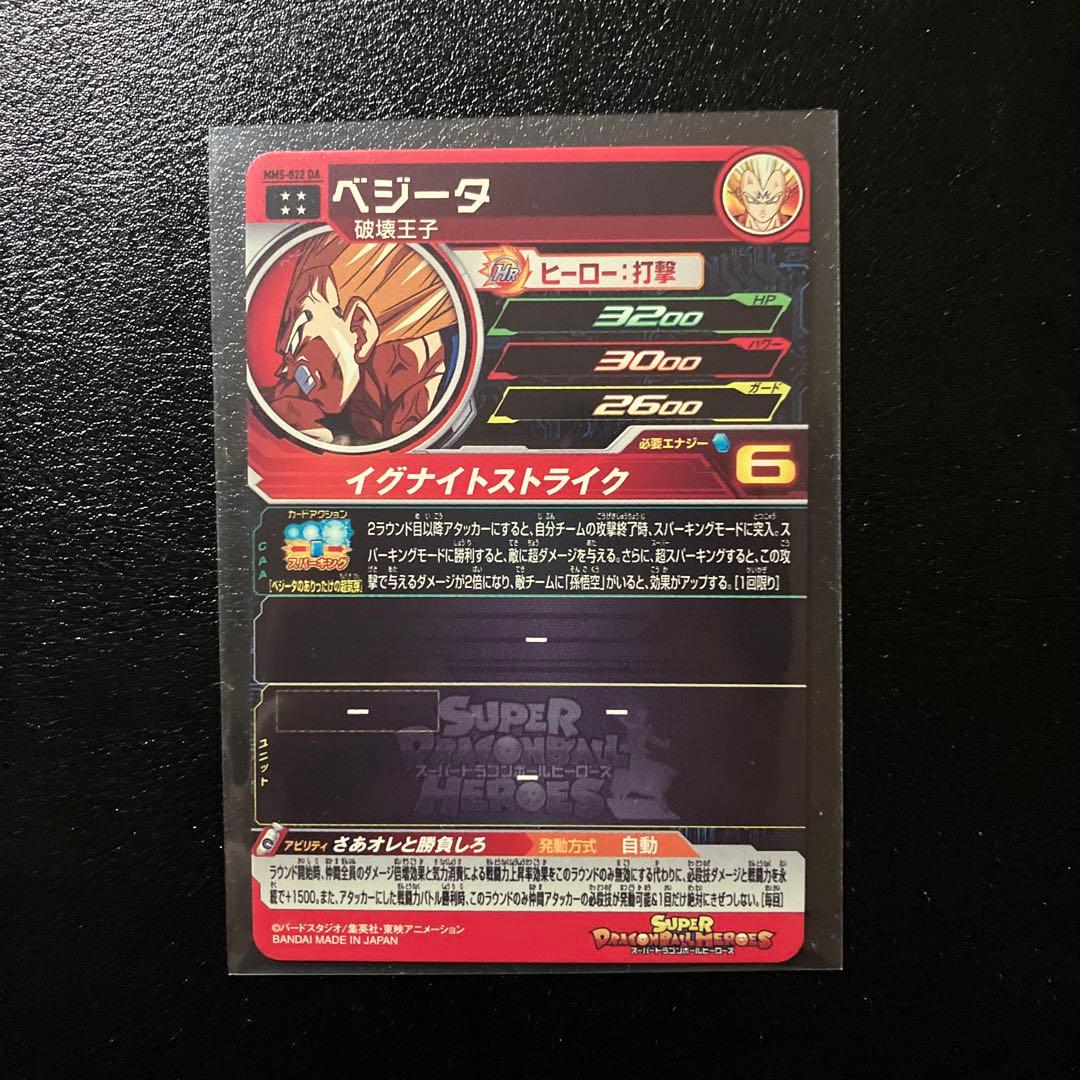 MM5-022 DA
ベジータ
破壊王子
HR
ヒーロー:打撃
HP
3200
パワー
3000
ガード
2600
必要エナジー
6
イグナイトストライク
CAA
カードアクション
スパーキング
[ベジータのありったけの超気弾]
2ラウンド目以降アタッカーにすると、自分チームの攻撃終了時、スパーキングモードに突入。ス
パーキングモードに勝利すると、敵に超ダメージを与える。さらに、超スパーキングすると、この攻
撃で与えるダメージが2倍になり、敵チームに「孫悟空」がいると、効果がアップする。[1回限り]
-
ユニット
-
-
-
SUPER
DRAGONBALL
スーパードラゴンボールヒーローズ
HEROES
アビリティ さあオレと勝負しろ 発動方式 自動
ラウンド開始時、仲間全員のダメージ倍増効果と気力消費による戦闘力上昇率効果をこのラウンドのみ無効にする代わりに、必殺技ダメージと戦闘力を永
続で+1500。また、アタッカーにした戦闘力バトル勝利時、このラウンドのみ仲間アタッカーの必殺技が発動可能&1回だけ絶対にきぜつしない。[毎回]
©バードスタジオ/集英社・東映アニメーション
BANDAI MADE IN JAPAN
SUPER
DRAGONBALL HEROES
スーパードラゴンボールヒーローズ